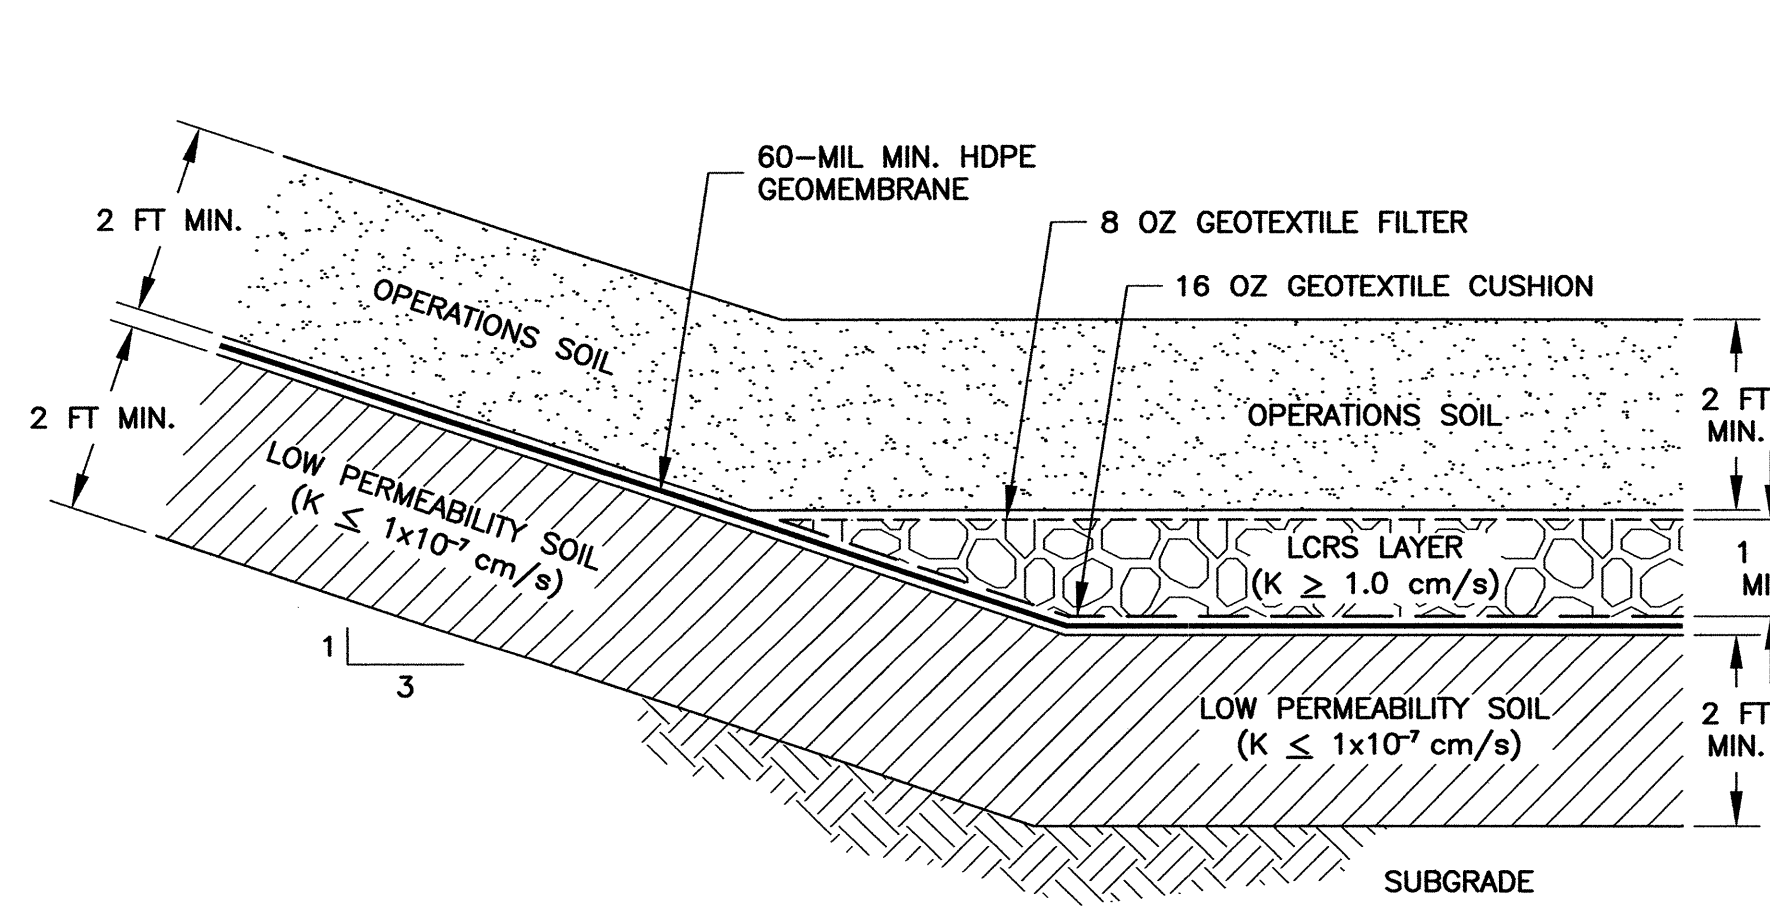 60-MIL MIN. HDPE
GEOMEMBRANE
8 OZ GEOTEXTILE FILTER
16 OZ GEOTEXTILE CUSHION
2 FT MIN.
OPERATIONS SOIL
2 FT MIN.
LOW PERMEABILITY SOIL
(K ≤ 1x10⁻⁷ cm/s)
1
3
OPERATIONS SOIL
2 FT
MIN.
LCRS LAYER
(K ≥ 1.0 cm/s)
1
LOW PERMEABILITY SOIL
(K ≤ 1x10⁻⁷ cm/s)
2 FT
MIN.
SUBGRADE